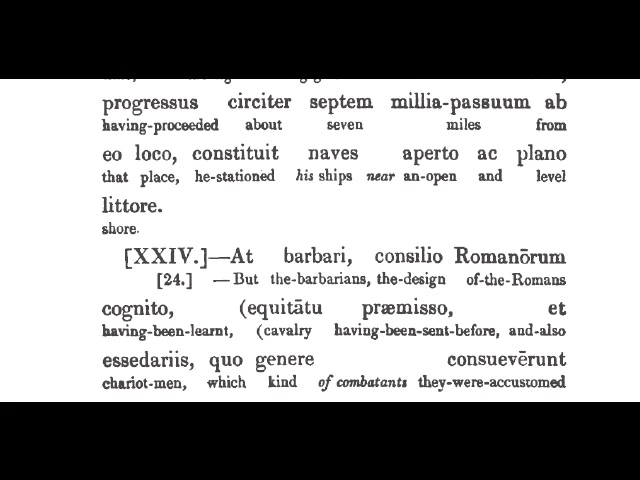 progressus circiter septem millia-passuum ab
having-proceeded about seven miles from
eo loco, constituit naves aperto ac plano
that place, he-stationed his ships near an-open and level
littore.
shore.
[XXIV.]—At barbari, consilio Romanōrum
[24.] —But the-barbarians, the-design of-the-Romans
cognito, (equitātu præmisso, et
having-been-learnt, (cavalry having-been-sent-before, and-also
essedariis, quo genere consuevērunt
chariot-men, which kind of combatants they-were-accustomed